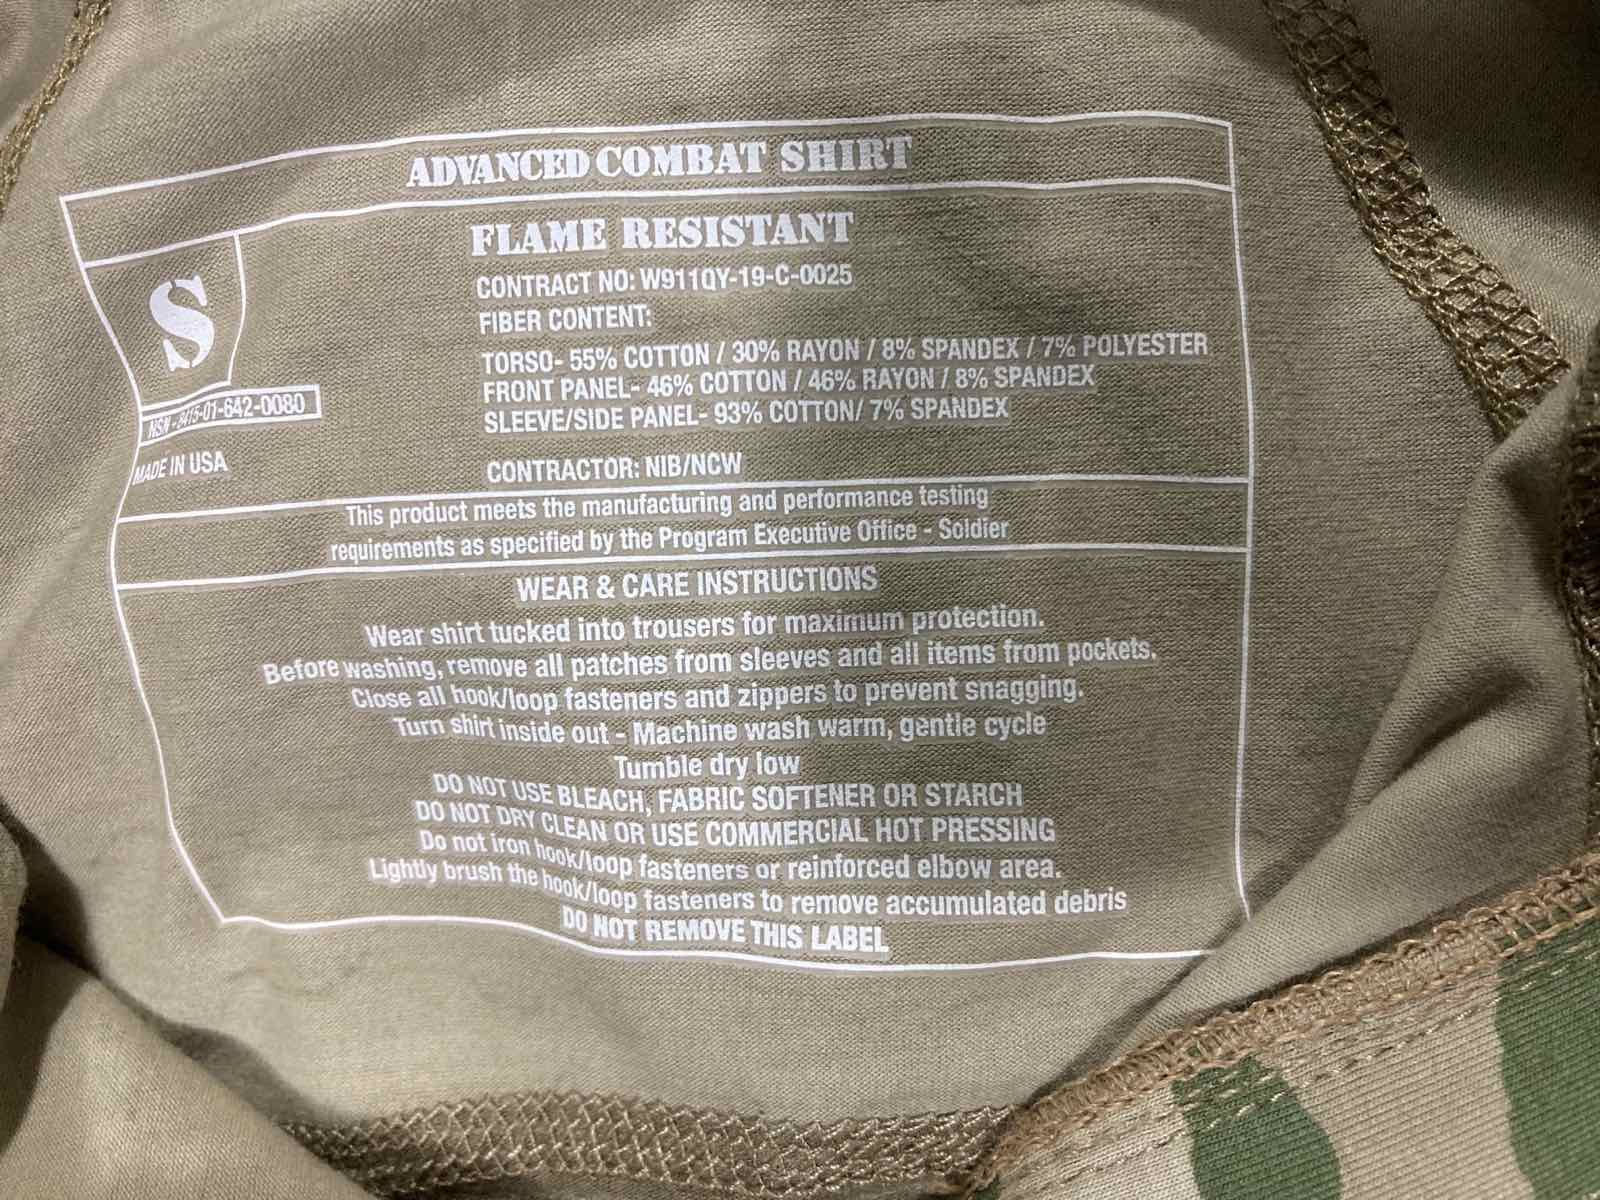 ADVANCED COMBAT SHIRT
FLAME RESISTANT
S
CONTRACT NO: W911QY-19-C-0025
FIBER CONTENT:
TORSO- 55% COTTON / 30% RAYON / 8% SPANDEX / 7% POLYESTER
FRONT PANEL- 46% COTTON / 46% RAYON / 8% SPANDEX
SLEEVE/SIDE PANEL- 93% COTTON/ 7% SPANDEX
NSN - 8415-01-642-0080
MADE IN USA
CONTRACTOR: NIB/NCW
This product meets the manufacturing and performance testing
requirements as specified by the Program Executive Office - Soldier
WEAR & CARE INSTRUCTIONS
Wear shirt tucked into trousers for maximum protection.
Before washing, remove all patches from sleeves and all items from pockets.
Close all hook/loop fasteners and zippers to prevent snagging.
Turn shirt inside out - Machine wash warm, gentle cycle
Tumble dry low
DO NOT USE BLEACH, FABRIC SOFTENER OR STARCH
DO NOT DRY CLEAN OR USE COMMERCIAL HOT PRESSING
Do not iron hook/loop fasteners or reinforced elbow area.
Lightly brush the hook/loop fasteners to remove accumulated debris
DO NOT REMOVE THIS LABEL